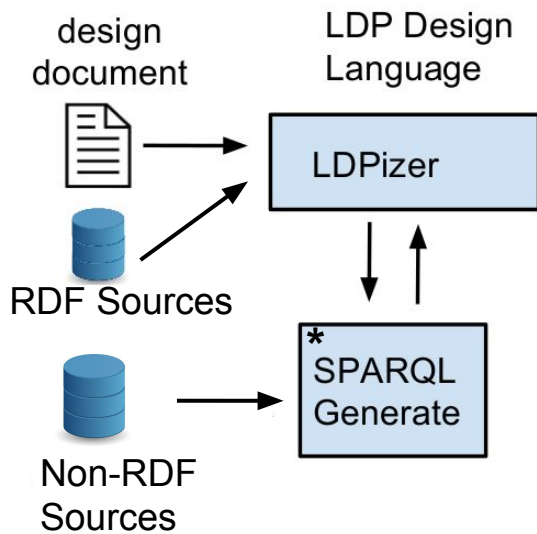 design
document
LDP Design
Language
LDPizer
RDF Sources
*
SPARQL
Generate
Non-RDF
Sources